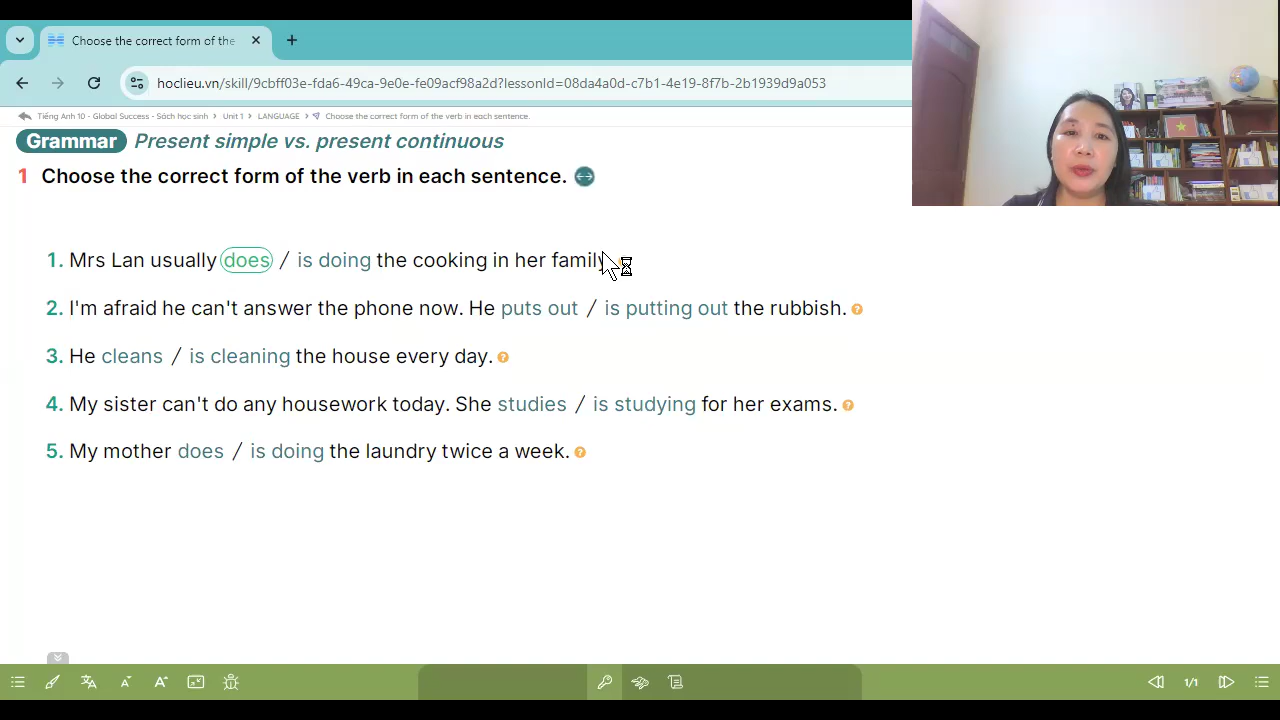 Choose the correct form of the
hoclieu.vn/skill/9cbff03e-fda6-49ca-9e0e-fe09acf98a2d?lessonId=08da4a0d-c7b1-4e19-8f7b-2b1939d9a053
Tiếng Anh 10 - Global Success - Sách học sinh > Unit 1 > LANGUAGE > Choose the correct form of the verb in each sentence.
Grammar Present simple vs. present continuous
1 Choose the correct form of the verb in each sentence.
1. Mrs Lan usually does / is doing the cooking in her family
2. I'm afraid he can't answer the phone now. He puts out / is putting out the rubbish. ?
3. He cleans / is cleaning the house every day. ?
4. My sister can't do any housework today. She studies / is studying for her exams. ?
5. My mother does / is doing the laundry twice a week. ?
1/1